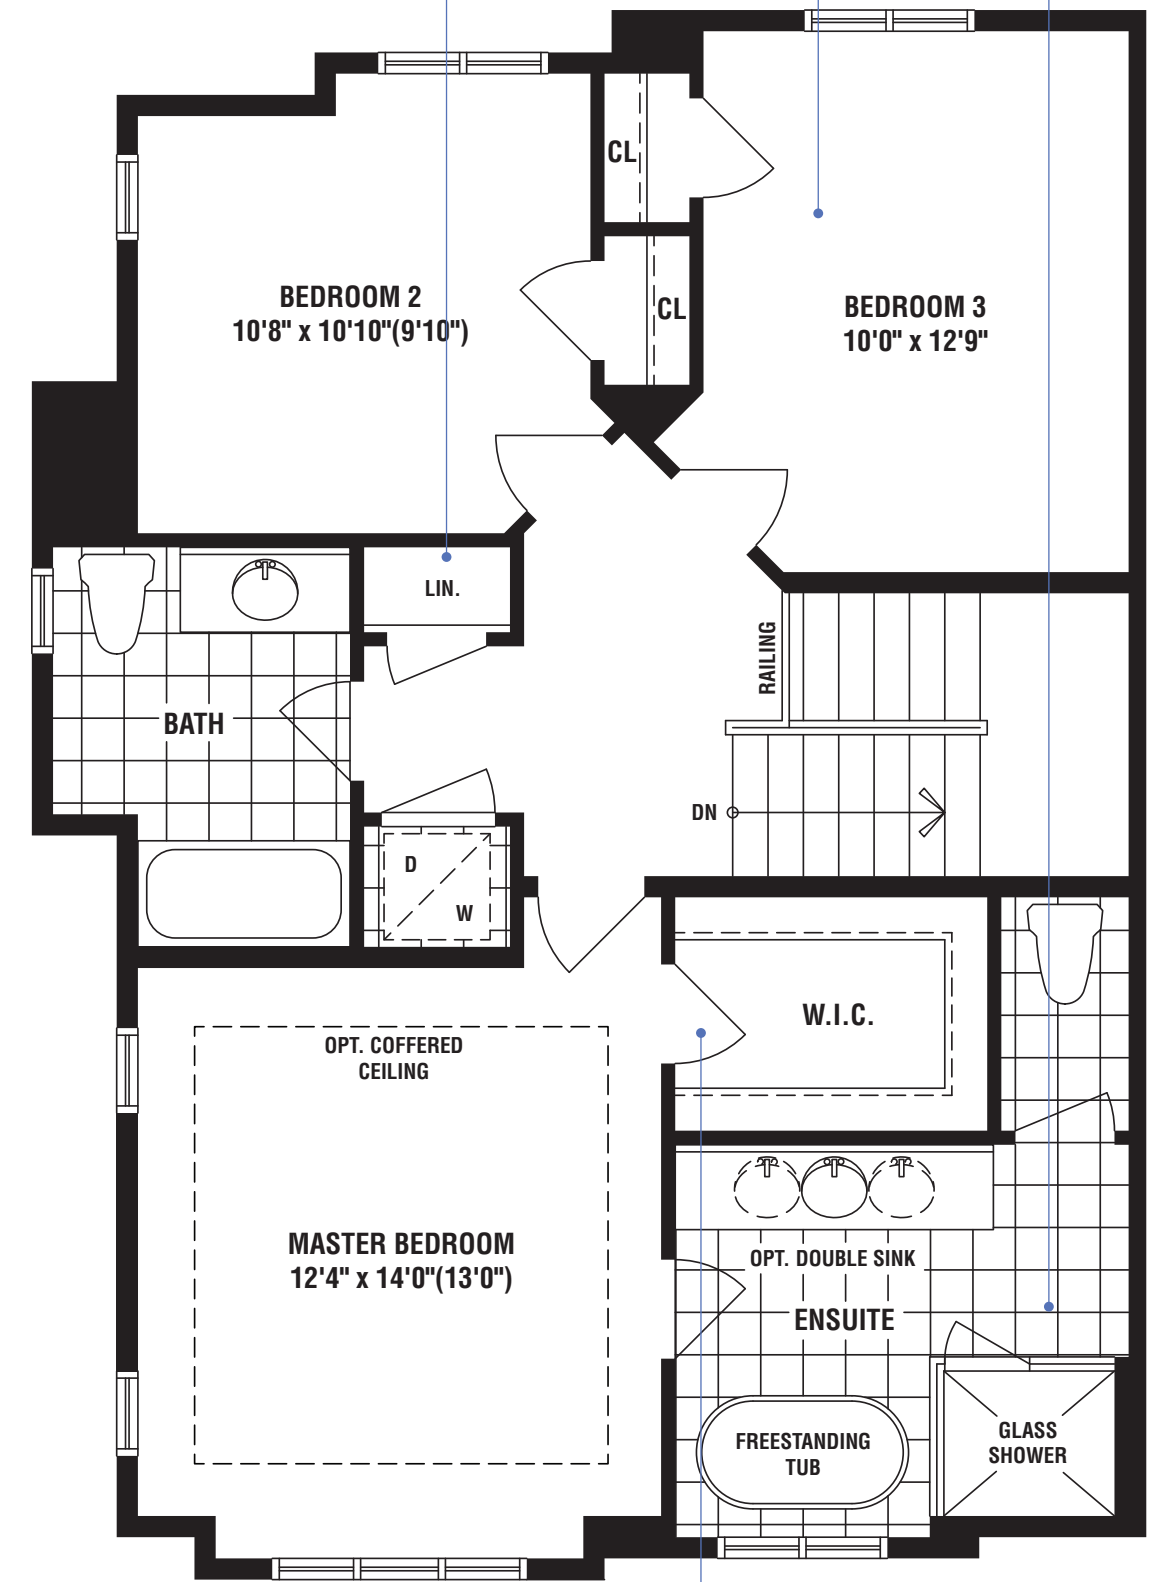 CL
BEDROOM 2
10'8" x 10'10"(9'10")
CL
BEDROOM 3
10'0" x 12'9"
LIN.
RAILING
BATH
DN
D
W
W.I.C.
OPT. COFFERED
CEILING
MASTER BEDROOM
12'4" x 14'0"(13'0")
OPT. DOUBLE SINK
ENSUITE
FREESTANDING
TUB
GLASS
SHOWER